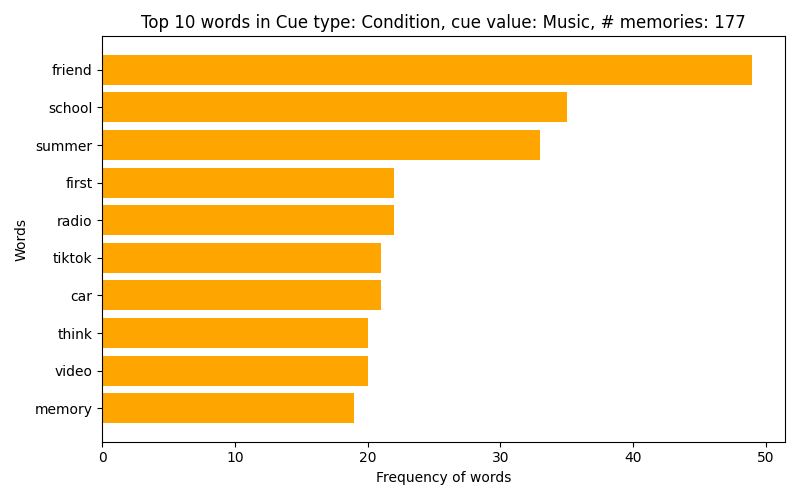 Top 10 words in Cue type: Condition, cue value: Music, # memories: 177
friend
school
summer
first
radio
tiktok
car
think
video
memory
Words
0 10 20 30 40 50
Frequency of words